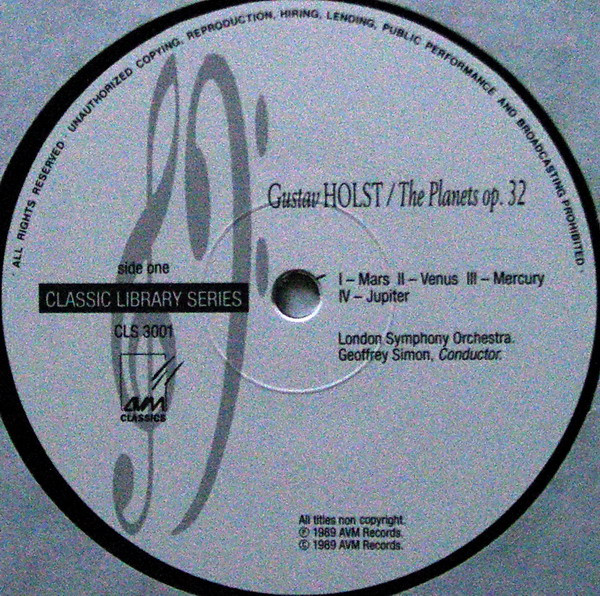 ALL RIGHTS RESERVED · UNAUTHORIZED COPYING, REPRODUCTION, HIRING, LENDING, PUBLIC PERFORMANCE AND BROADCASTING PROHIBITED ·
Gustav HOLST / The Planets op. 32
side one
CLASSIC LIBRARY SERIES
CLS 3001
AVM
CLASSICS
I – Mars II – Venus III – Mercury
IV – Jupiter
London Symphony Orchestra.
Geoffrey Simon, Conductor.
All titles non copyright.
Ⓟ 1989 AVM Records.
© 1989 AVM Records.